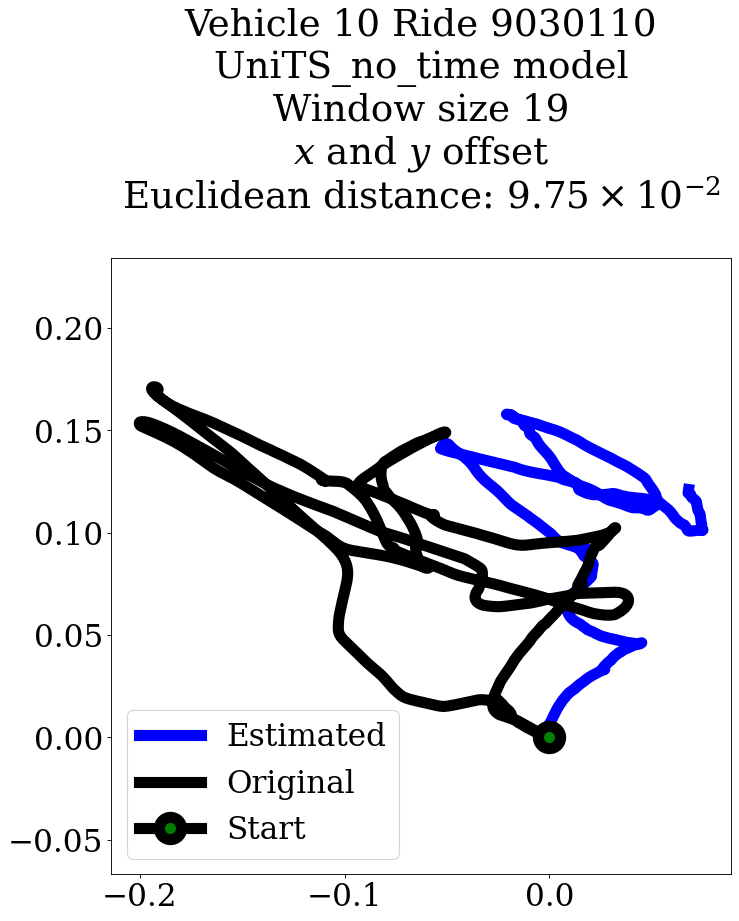 Vehicle 10 Ride 9030110
UniTS_no_time model
Window size 19
x and y offset
Euclidean distance: 9.75 × 10⁻²
0.20
0.15
0.10
0.05
0.00
−0.05
−0.2
−0.1
0.0
Estimated
Original
Start